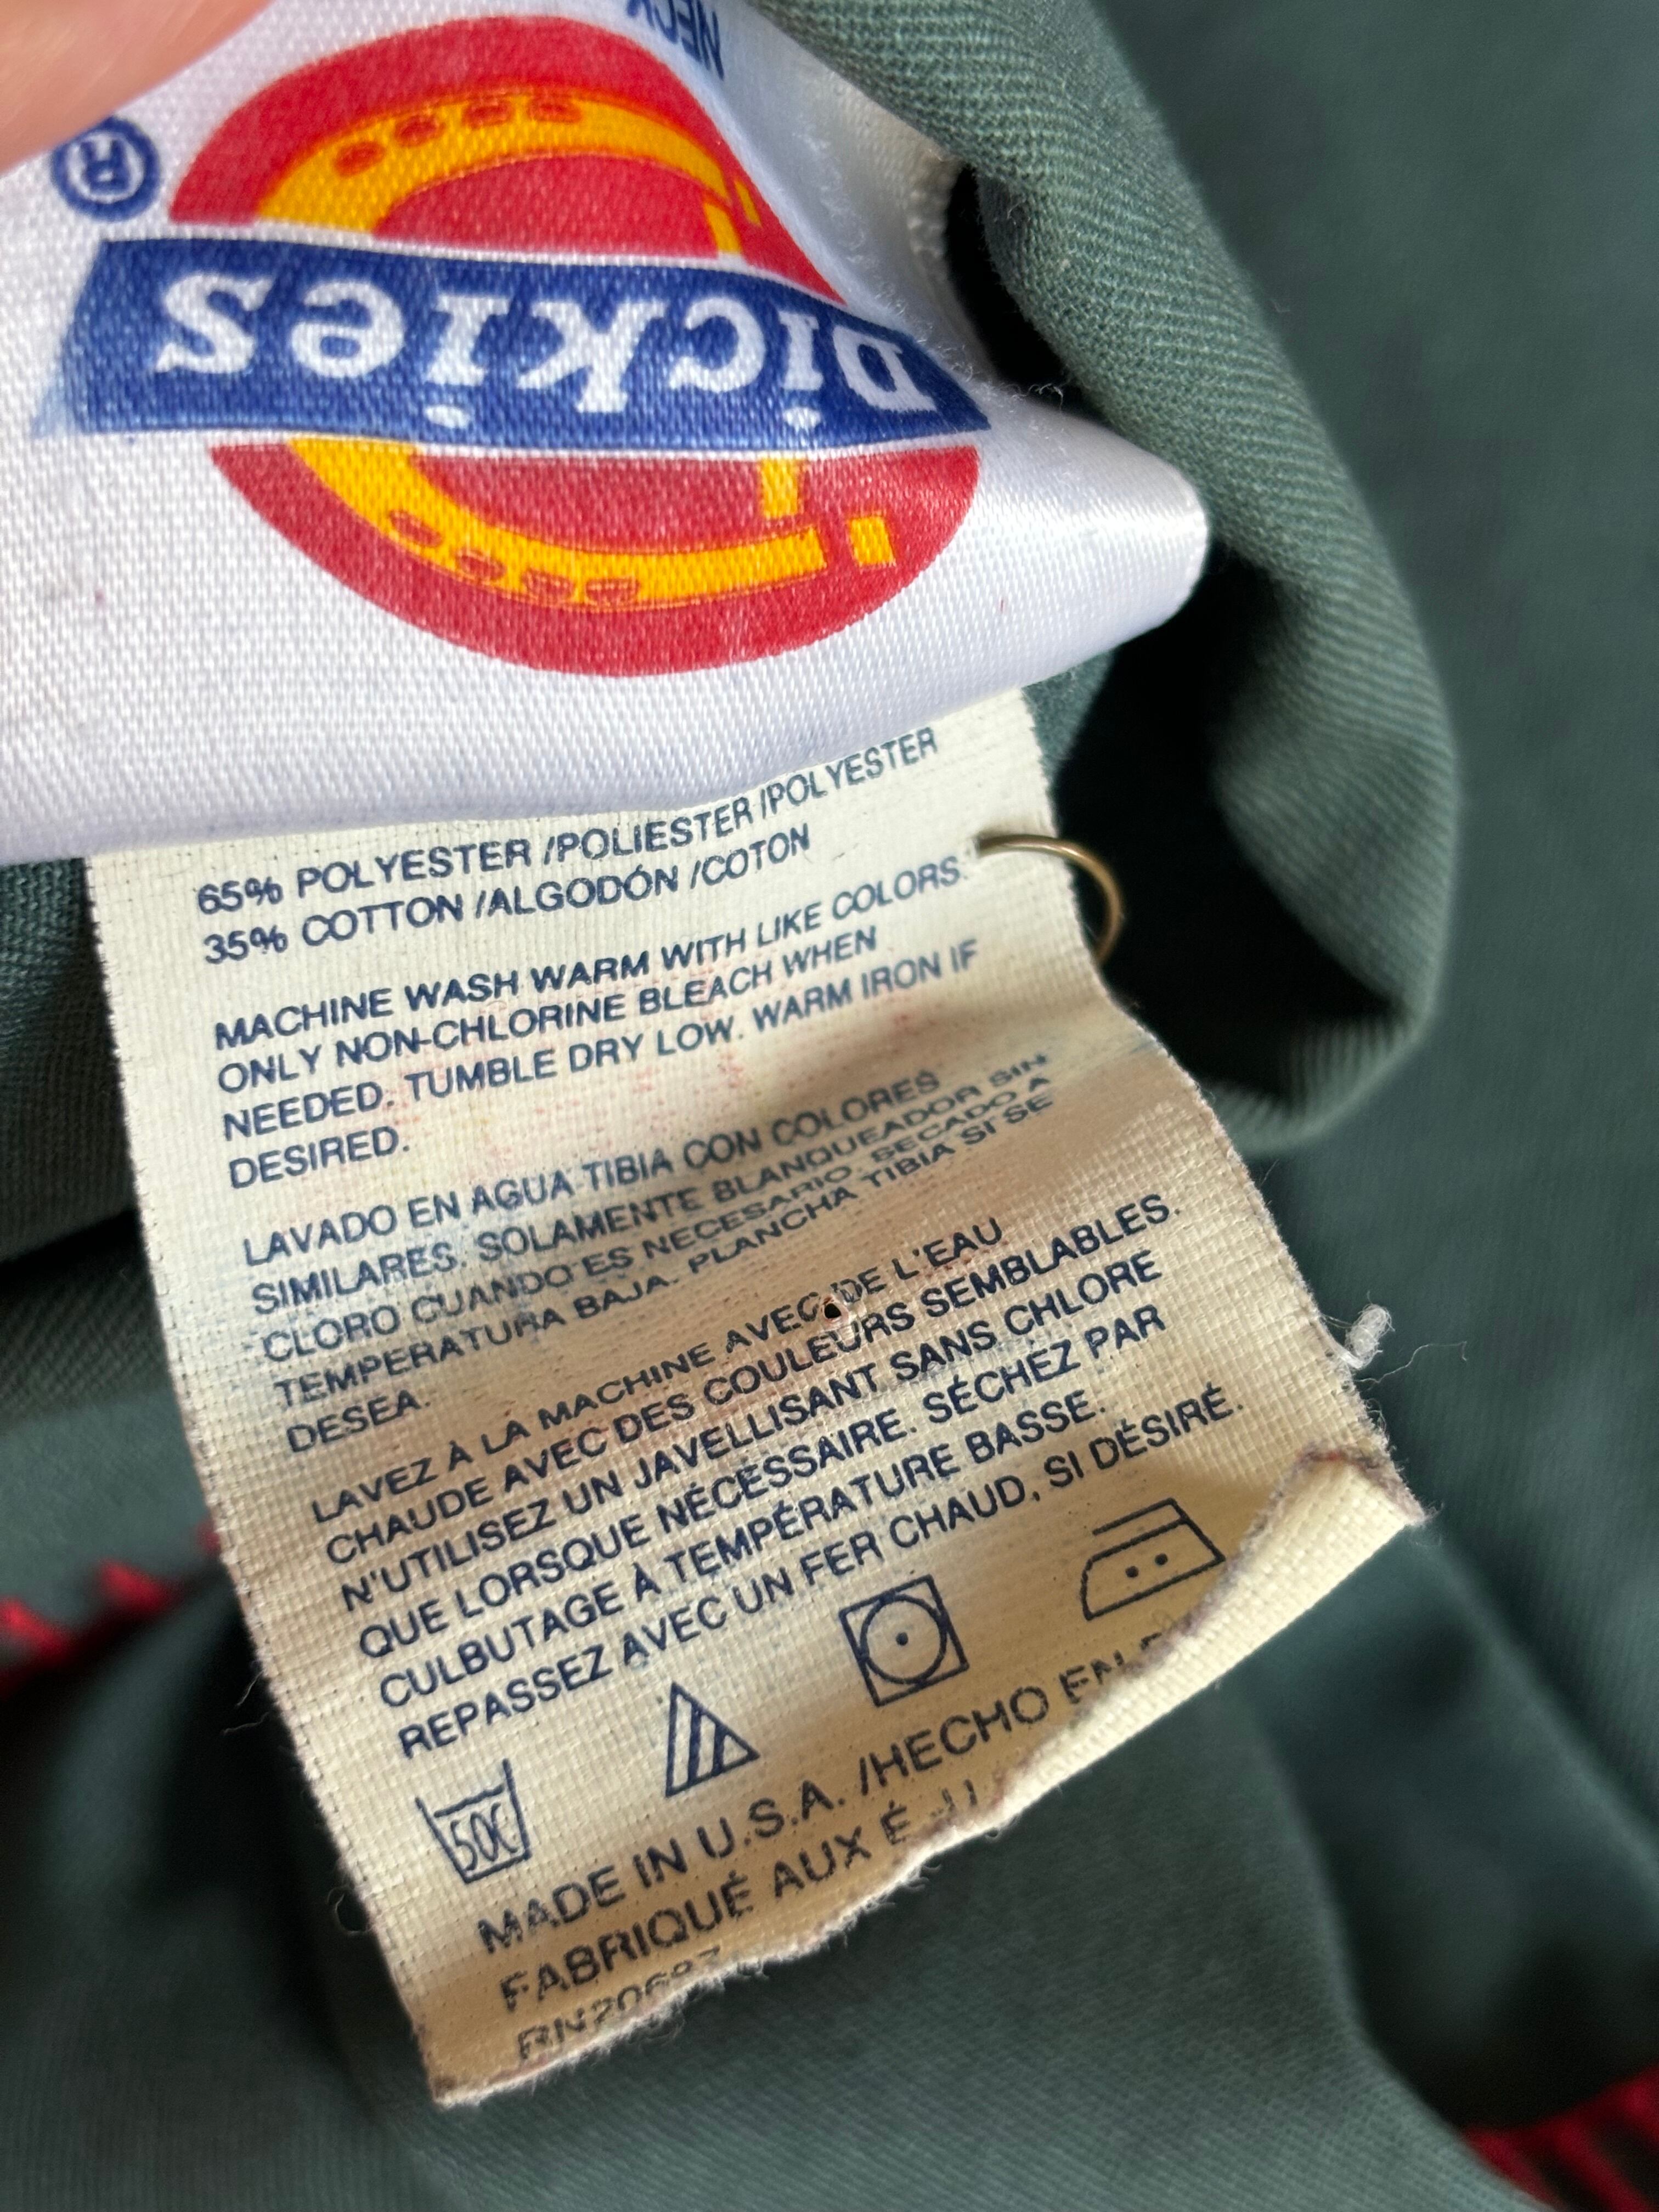 NECK
Dickies
®
65% POLYESTER /POLIESTER /POLYESTER
35% COTTON /ALGODÓN /COTON
MACHINE WASH WARM WITH LIKE COLORS.
ONLY NON-CHLORINE BLEACH WHEN
NEEDED. TUMBLE DRY LOW. WARM IRON IF
DESIRED.
LAVADO EN AGUA TIBIA CON COLORES
SIMILARES. SOLAMENTE BLANQUEADOR SIN
CLORO CUANDO ES NECESARIO. SECADO A
TEMPERATURA BAJA. PLANCHA TIBIA SI SE
DESEA.
LAVEZ À LA MACHINE AVEC DE L'EAU
CHAUDE AVEC DES COULEURS SEMBLABLES.
N'UTILISEZ UN JAVELLISANT SANS CHLORE
QUE LORSQUE NÉCESSAIRE. SÉCHEZ PAR
CULBUTAGE À TEMPÉRATURE BASSE.
REPASSEZ AVEC UN FER CHAUD, SI DÉSIRÉ.
50C
MADE IN U.S.A. /HECHO EN
FABRIQUÉ AUX